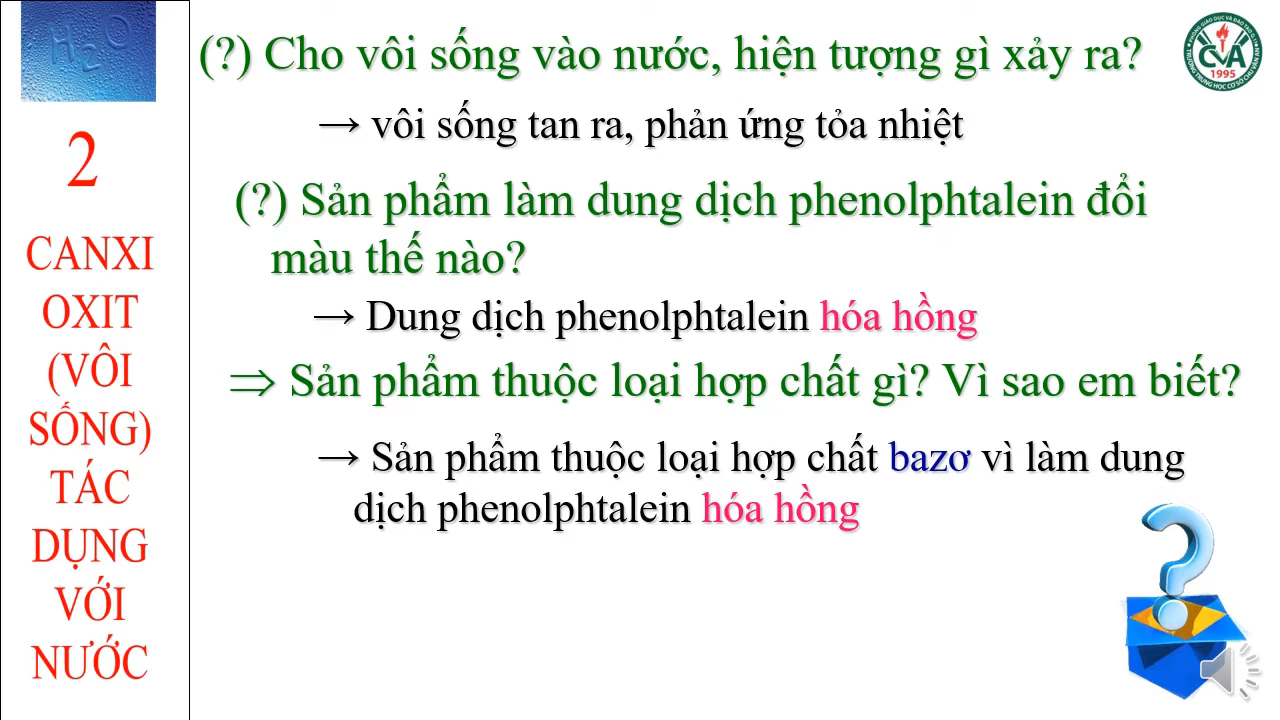 H2O
2
CANXI
OXIT
(VÔI
SỐNG)
TÁC
DỤNG
VỚI
NƯỚC
(?) Cho vôi sống vào nước, hiện tượng gì xảy ra?
→ vôi sống tan ra, phản ứng tỏa nhiệt
(?) Sản phẩm làm dung dịch phenolphtalein đổi
màu thế nào?
→ Dung dịch phenolphtalein hóa hồng
⇒ Sản phẩm thuộc loại hợp chất gì? Vì sao em biết?
→ Sản phẩm thuộc loại hợp chất bazơ vì làm dung
dịch phenolphtalein hóa hồng
CVA
1995